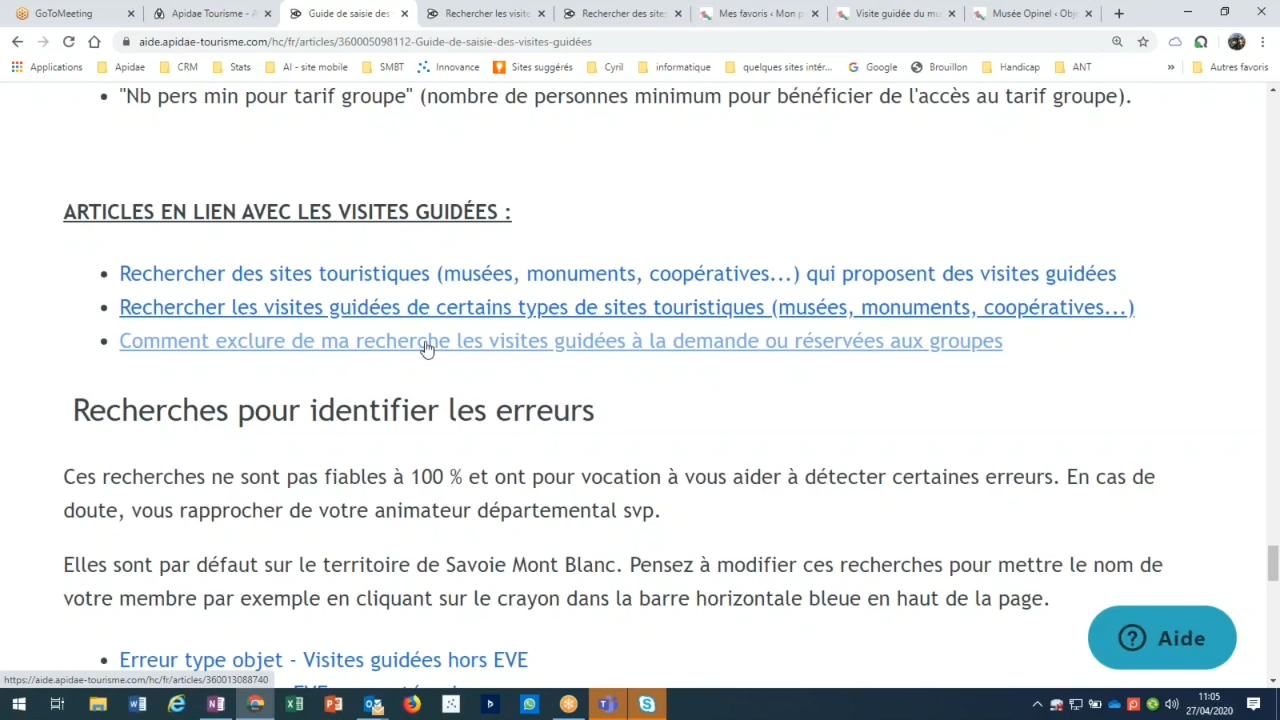 GoToMeeting
Apidae Tourisme - A
Guide de saisie des
Rechercher les visite
Rechercher des sites
Mes favoris ‹ Mon p
Visite guidée du mu
Musée Opinel ‹ Obj
aide.apidae-tourisme.com/hc/fr/articles/360005098112-Guide-de-saisie-des-visites-guidées
Applications
Apidae
CRM
Stats
AI - site mobile
SMBT
Innovance
Sites suggérés
Cyril
informatique
quelques sites intér...
Google
Brouillon
Handicap
ANT
»
Autres favoris
• "Nb pers min pour tarif groupe" (nombre de personnes minimum pour bénéficier de l'accès au tarif groupe).
ARTICLES EN LIEN AVEC LES VISITES GUIDÉES :
• Rechercher des sites touristiques (musées, monuments, coopératives...) qui proposent des visites guidées
• Rechercher les visites guidées de certains types de sites touristiques (musées, monuments, coopératives...)
• Comment exclure de ma recherche les visites guidées à la demande ou réservées aux groupes
Recherches pour identifier les erreurs
Ces recherches ne sont pas fiables à 100 % et ont pour vocation à vous aider à détecter certaines erreurs. En cas de
doute, vous rapprocher de votre animateur départemental svp.
Elles sont par défaut sur le territoire de Savoie Mont Blanc. Pensez à modifier ces recherches pour mettre le nom de
votre membre par exemple en cliquant sur le crayon dans la barre horizontale bleue en haut de la page.
Aide
• Erreur type objet - Visites guidées hors EVE
https://aide.apidae-tourisme.com/hc/fr/articles/360013088740
11:05
27/04/2020